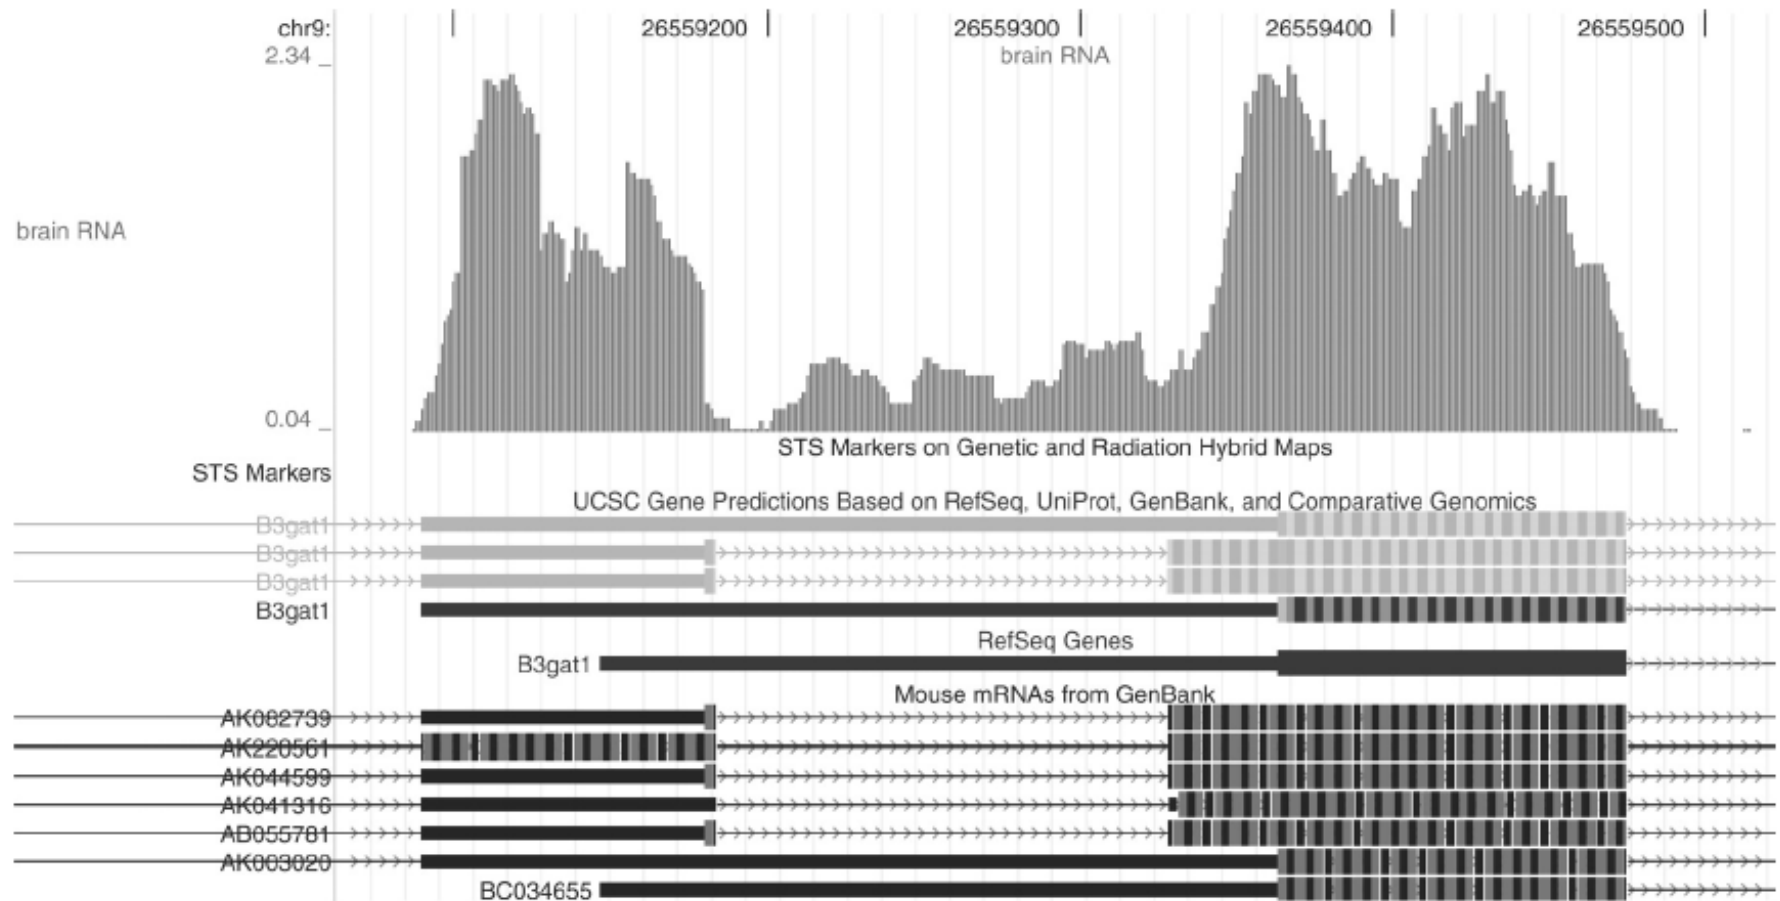 chr9: 26559200 26559300 26559400 26559500
2.34 _ brain RNA
brain RNA
0.04 _
STS Markers on Genetic and Radiation Hybrid Maps
STS Markers
UCSC Gene Predictions Based on RefSeq, UniProt, GenBank, and Comparative Genomics
B3gat1
B3gat1
B3gat1
B3gat1
RefSeq Genes
B3gat1
Mouse mRNAs from GenBank
AK082739
AK220561
AK044599
AK041316
AB055781
AK003020
BC034655